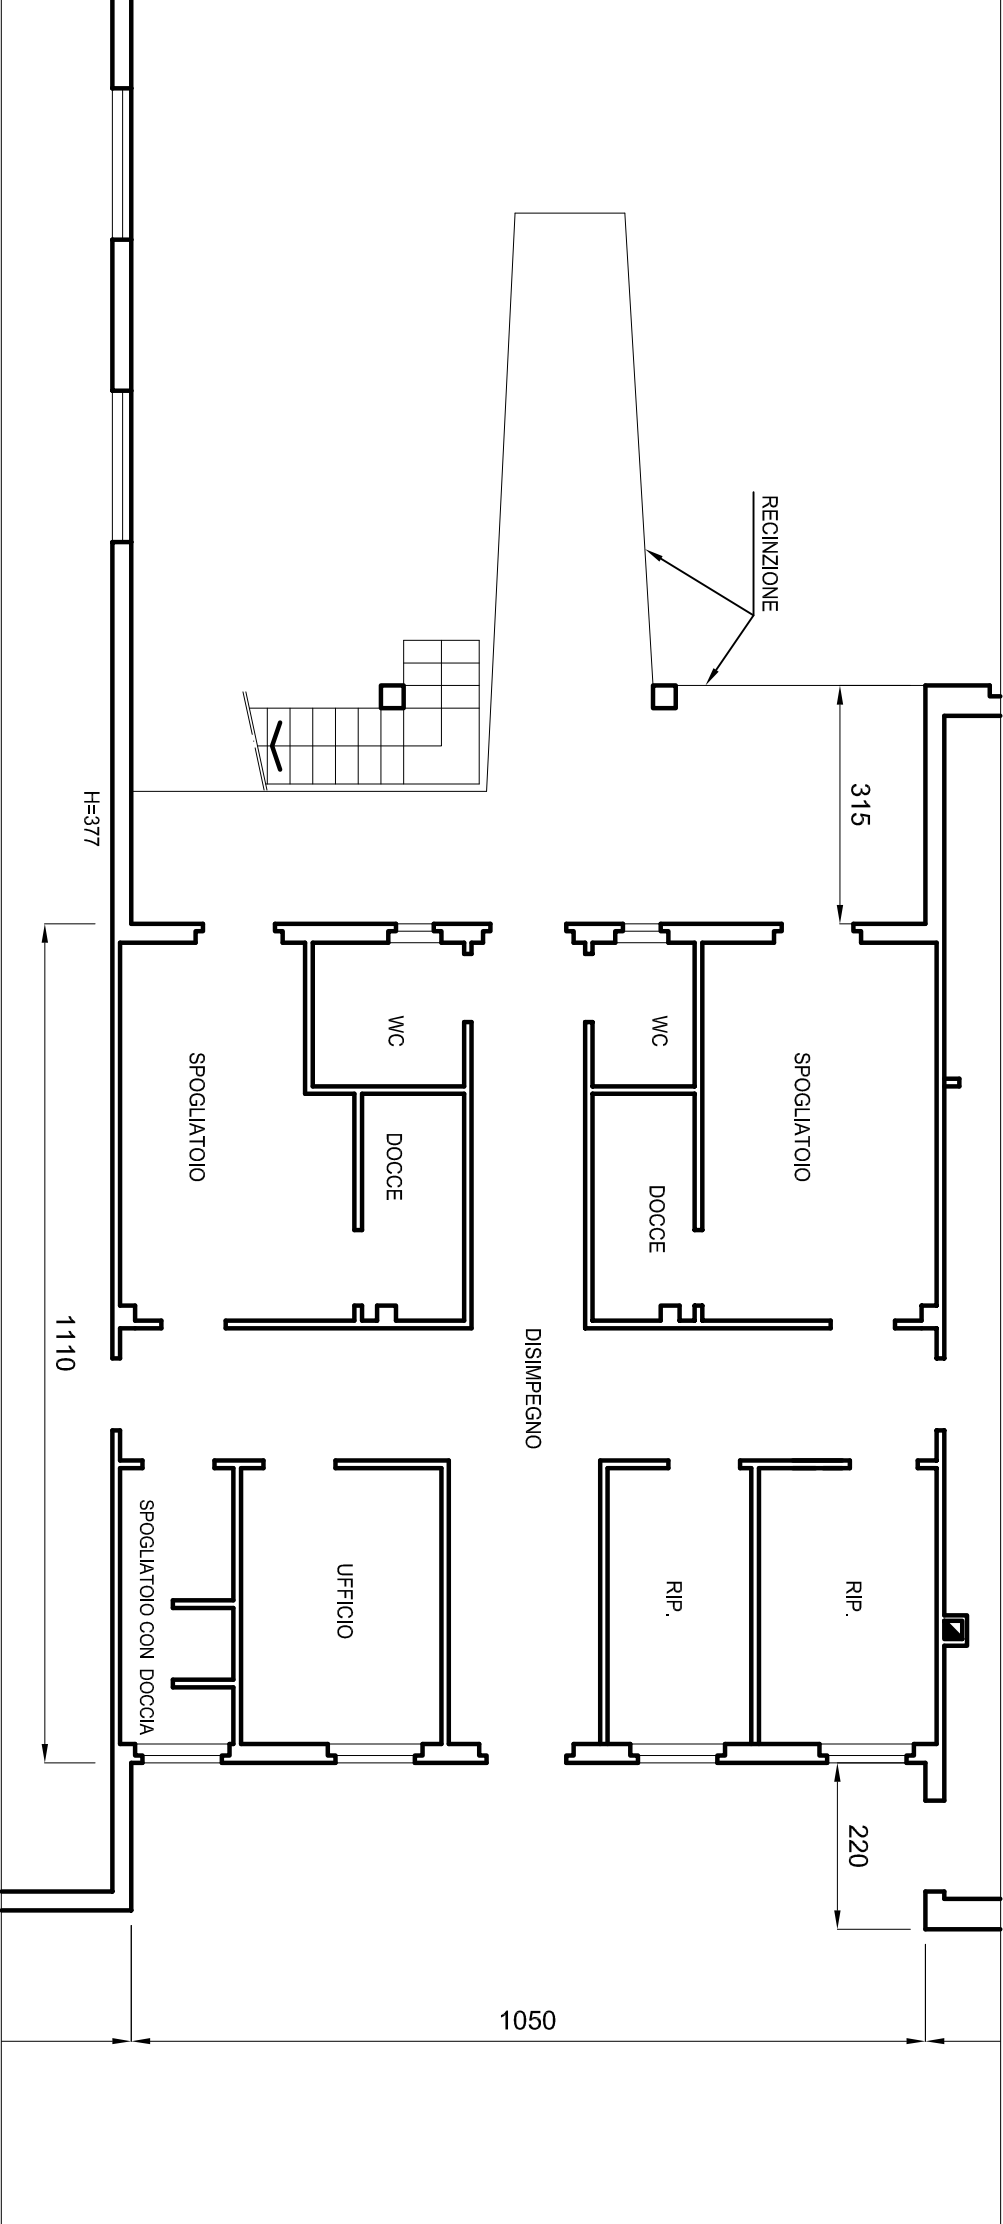 RECINZIONE
315
H=377
WC
WC
SPOGLIATOIO
SPOGLIATOIO
DOCCE
DOCCE
1110
DISIMPEGNO
SPOGLIATOIO CON DOCCIA
UFFICIO
RIP.
RIP.
220
1050